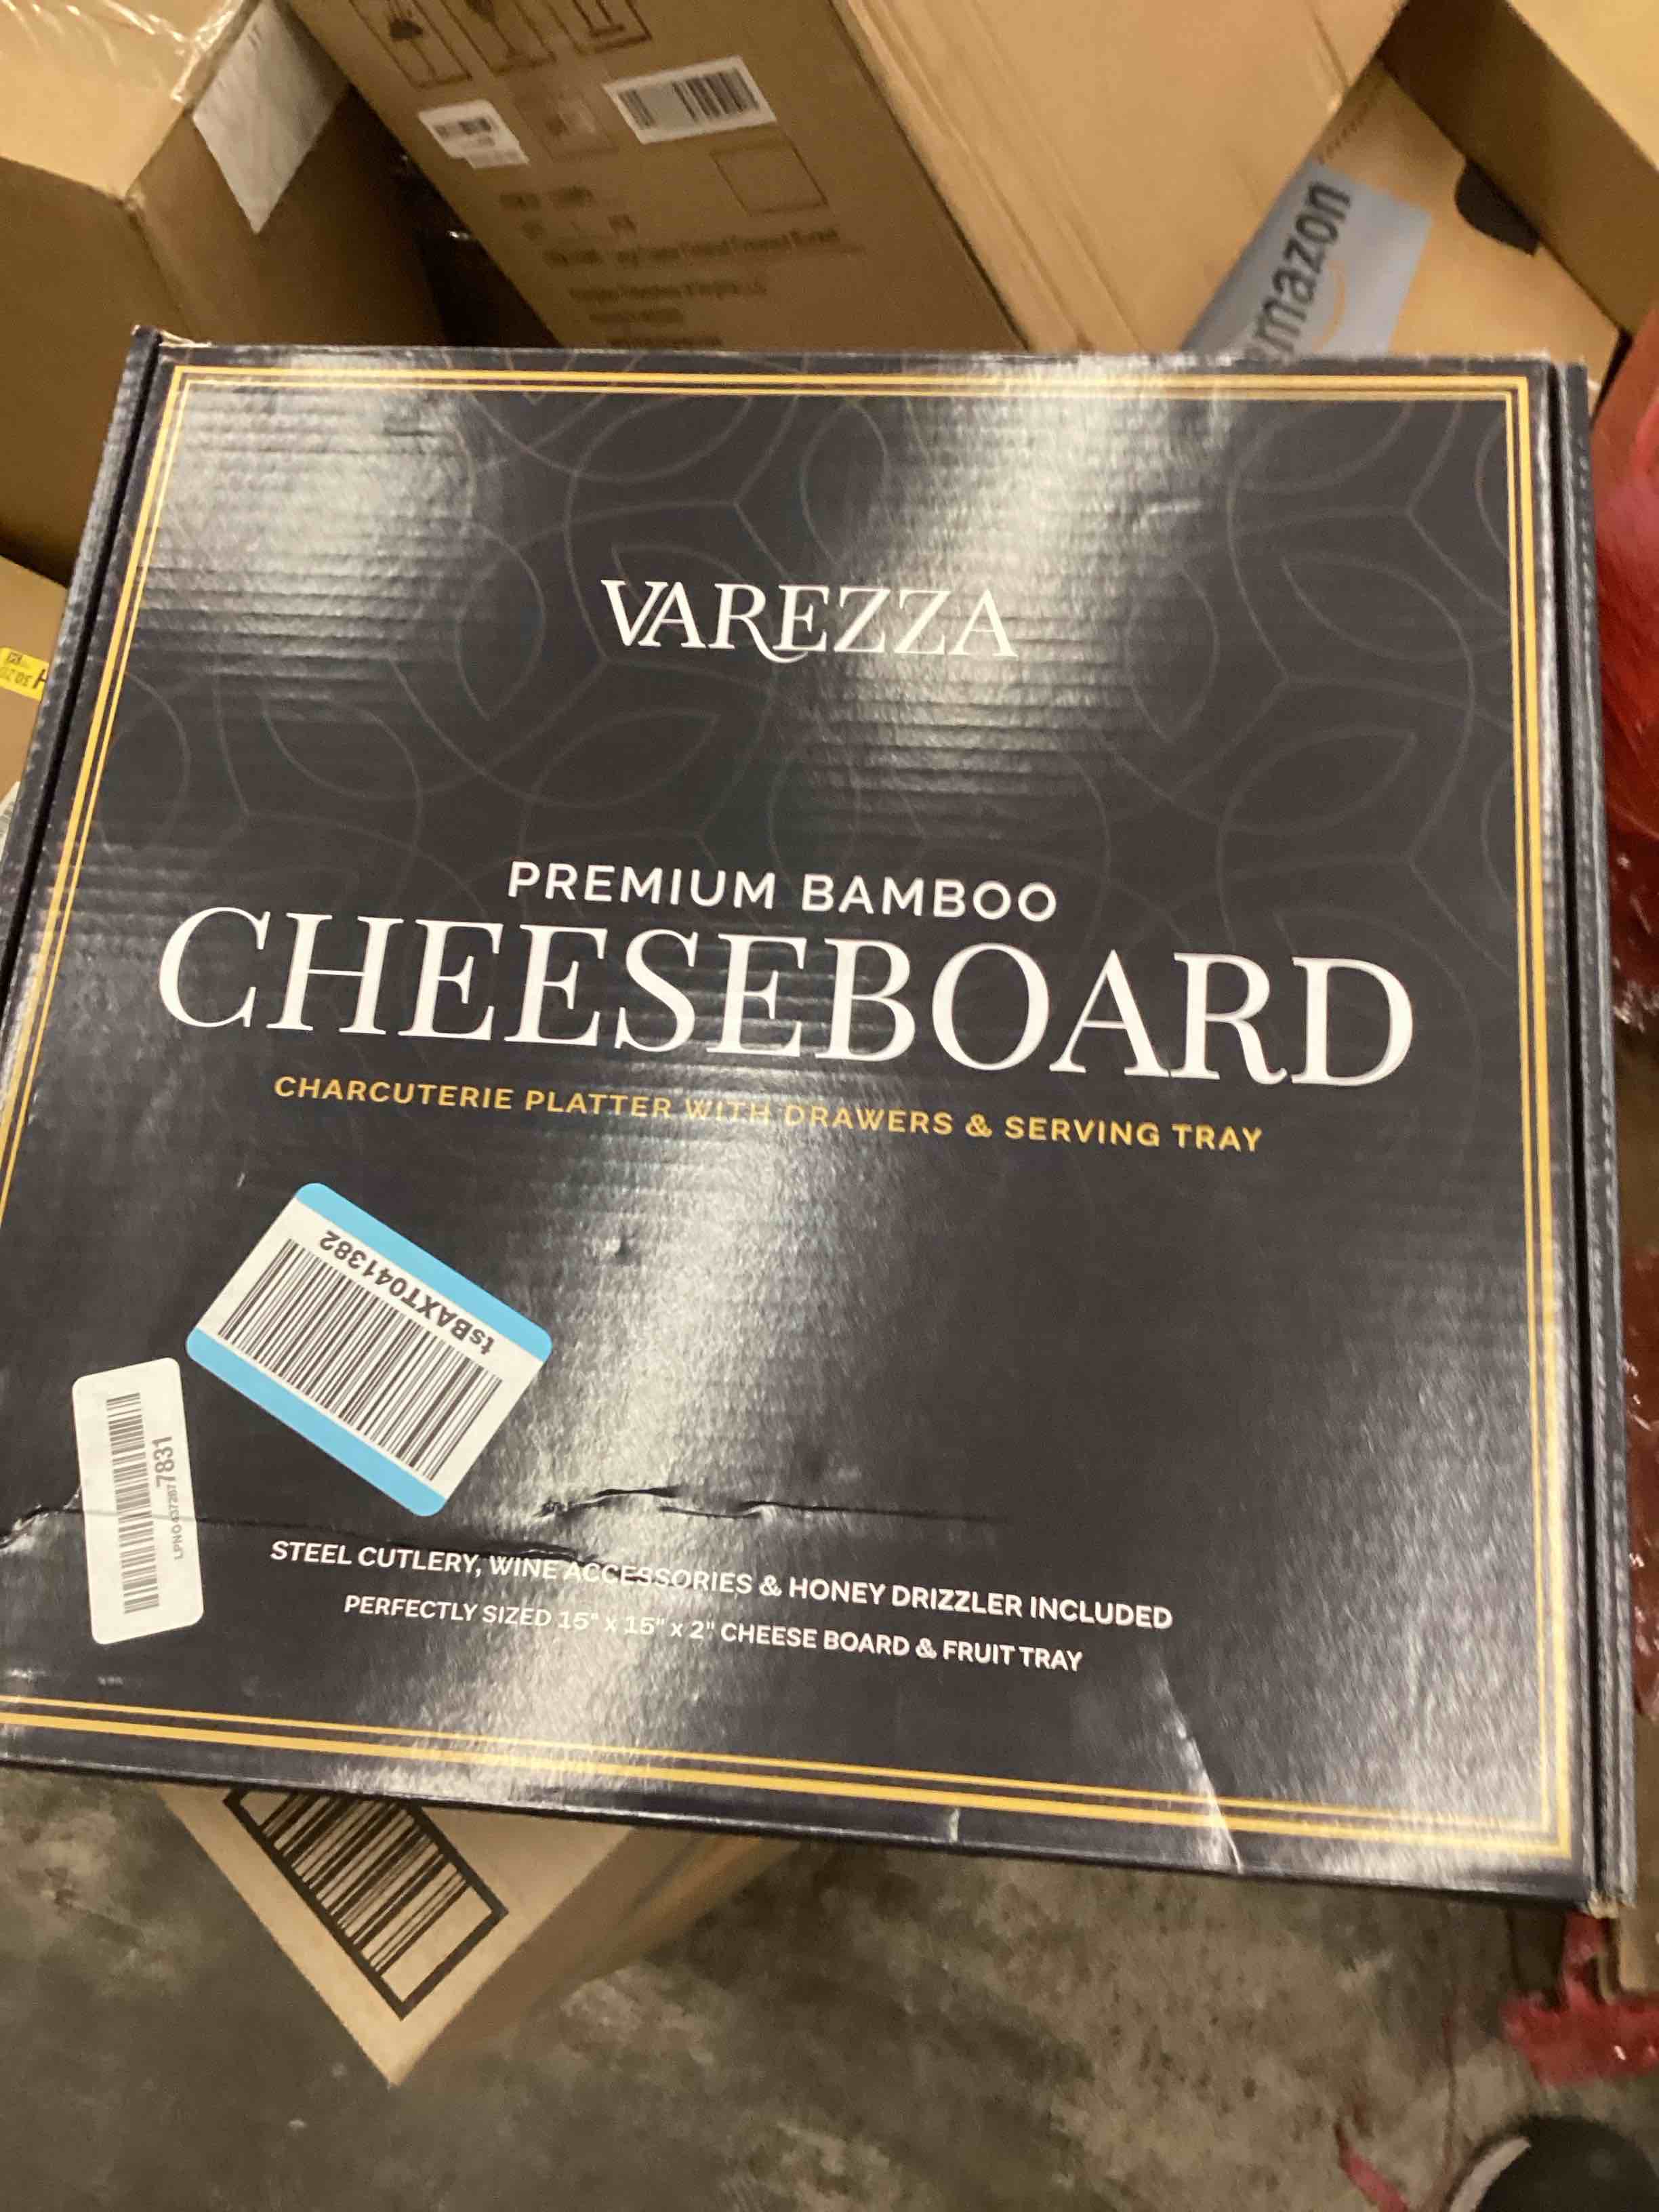 amazon
VAREZZA
PREMIUM BAMBOO
CHEESEBOARD
CHARCUTERIE PLATTER WITH DRAWERS & SERVING TRAY
tsBAXT041382
7831
STEEL CUTLERY, WINE ACCESSORIES & HONEY DRIZZLER INCLUDED
PERFECTLY SIZED 15" x 15" x 2" CHEESE BOARD & FRUIT TRAY